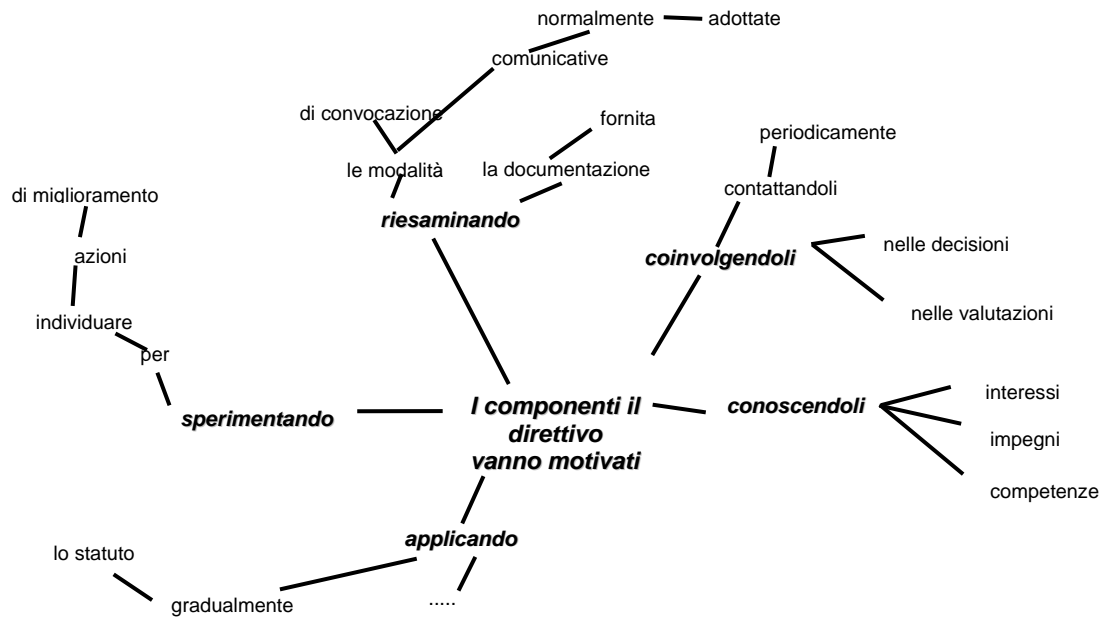 normalmente
adottate
comunicative
di convocazione
fornita
periodicamente
le modalità
la documentazione
contattandoli
di miglioramento
riesaminando
nelle decisioni
azioni
coinvolgendoli
nelle valutazioni
individuare
per
interessi
sperimentando
I componenti il
direttivo
vanno motivati
conoscendoli
impegni
competenze
applicando
lo statuto
gradualmente
.....